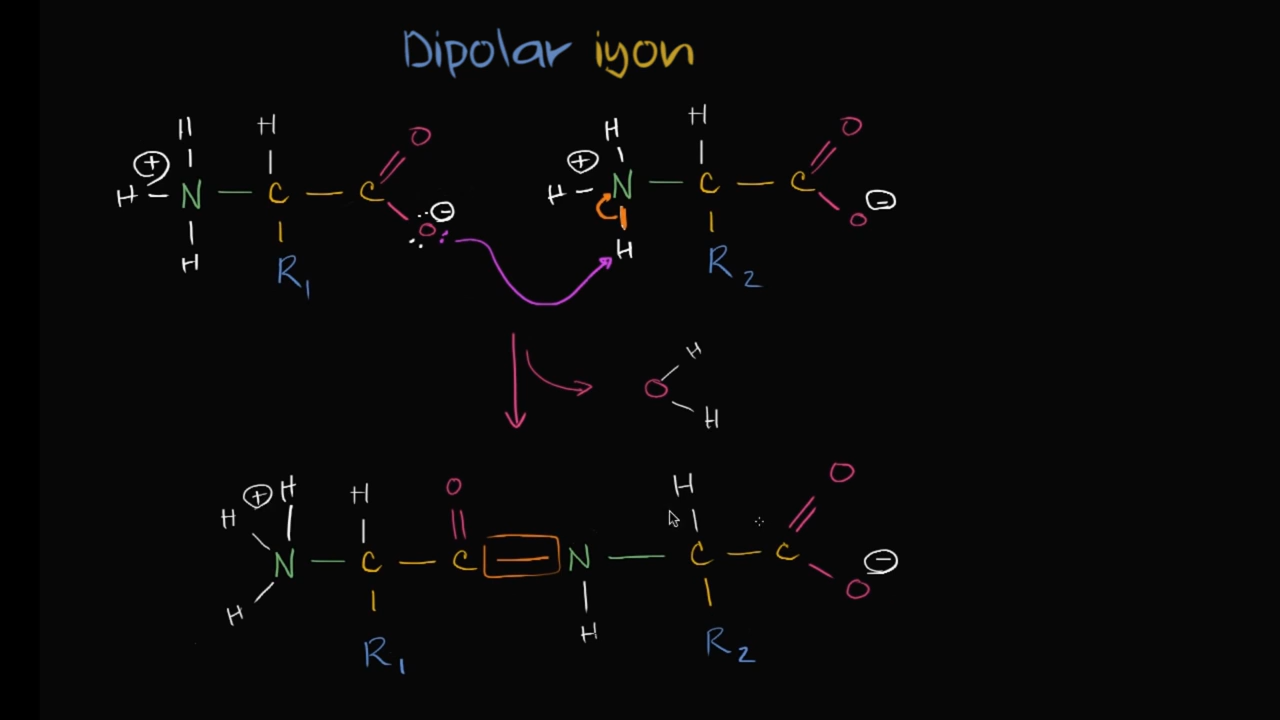 Dipolar iyon
H H O H H O
+ H N C C O − + H N C C O −
H R1 H R2
O H H
+ H H H O H O
H N C C N C C O −
H R1 H R2